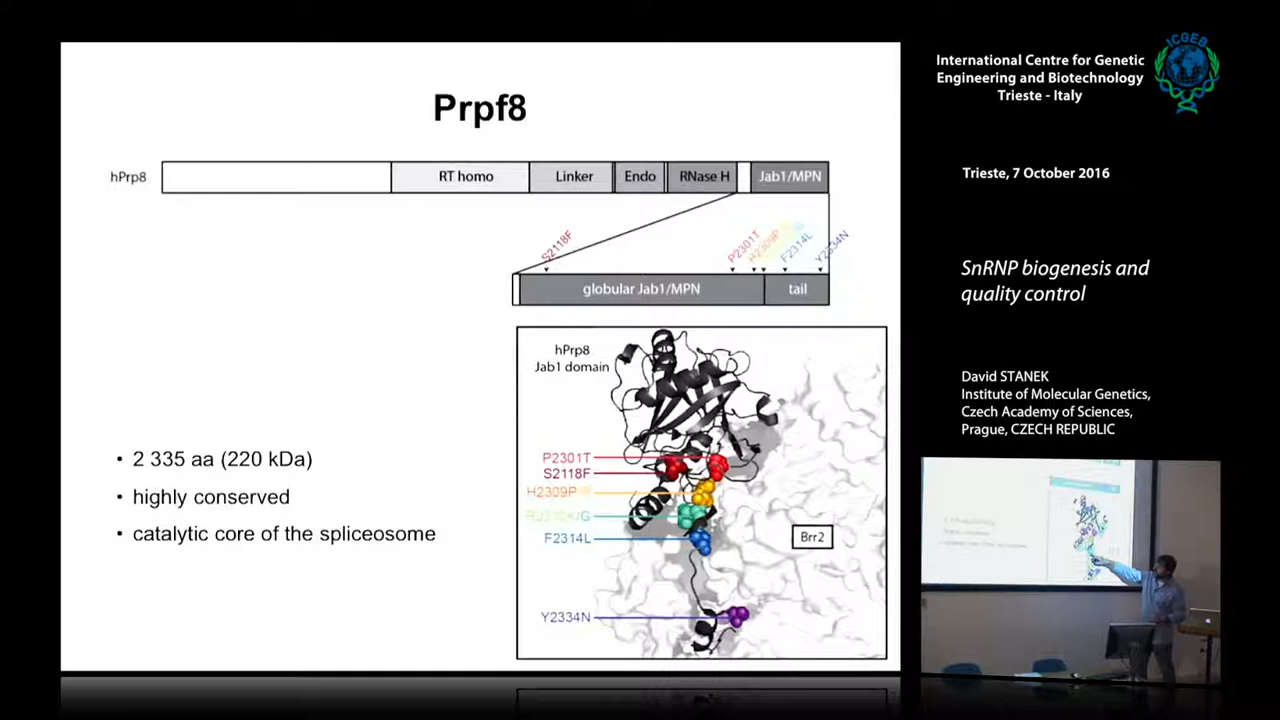 Prpf8
hPrp8
RT homo
Linker
Endo
RNase H
Jab1/MPN
S2118F
P2301T
H2309P
F2314L
Y2334N
globular Jab1/MPN
tail
hPrp8
Jab1 domain
P2301T
S2118F
H2309P
F2314L
Y2334N
Brr2
• 2 335 aa (220 kDa)
• highly conserved
• catalytic core of the spliceosome
International Centre for Genetic
Engineering and Biotechnology
Trieste - Italy
ICGEB
Trieste, 7 October 2016
SnRNP biogenesis and
quality control
David STANEK
Institute of Molecular Genetics,
Czech Academy of Sciences,
Prague, CZECH REPUBLIC